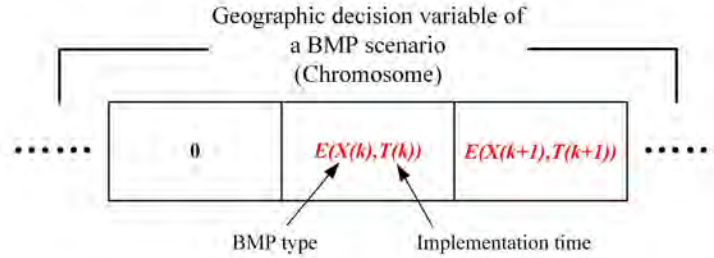 Geographic decision variable of
a BMP scenario
(Chromosome)
...... 0 E(X(k),T(k)) E(X(k+1),T(k+1)) ......
BMP type Implementation time